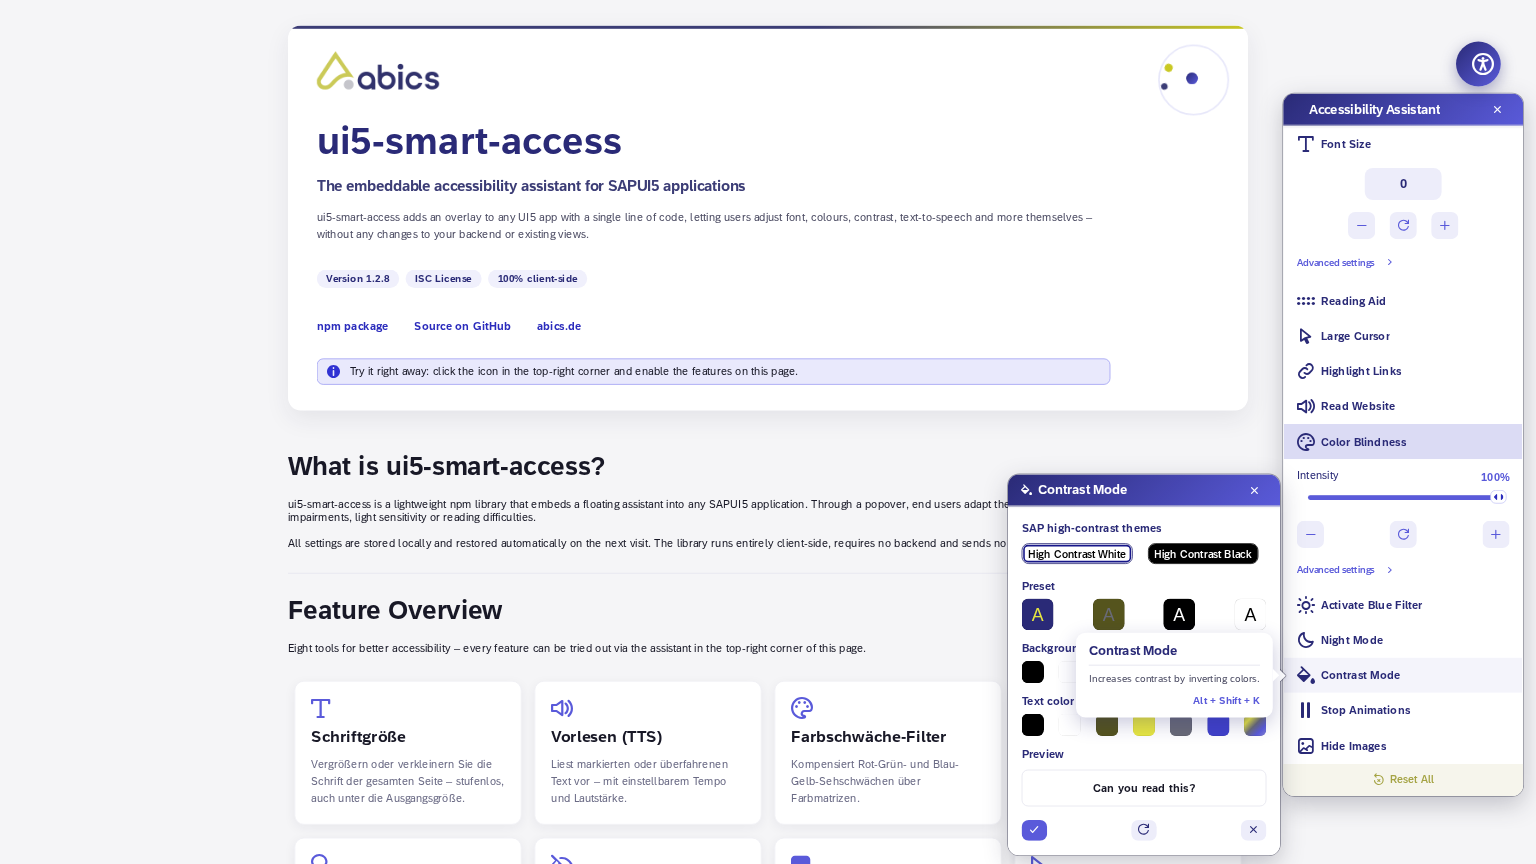 abics
ui5-smart-access
The embeddable accessibility assistant for SAPUI5 applications
ui5-smart-access adds an overlay to any UI5 app with a single line of code, letting users adjust font, colours, contrast, text-to-speech and more themselves –
without any changes to your backend or existing views.
Version 1.2.8
ISC License
100% client-side
npm package
Source on GitHub
abics.de
Try it right away: click the icon in the top-right corner and enable the features on this page.
What is ui5-smart-access?
ui5-smart-access is a lightweight npm library that embeds a floating assistant into any SAPUI5 application. Through a popover, end users adapt the
impairments, light sensitivity or reading difficulties.
All settings are stored locally and restored automatically on the next visit. The library runs entirely client-side, requires no backend and sends no
Feature Overview
Eight tools for better accessibility – every feature can be tried out via the assistant in the top-right corner of this page.
Schriftgröße
Vergrößern oder verkleinern Sie die
Schrift der gesamten Seite – stufenlos,
auch unter die Ausgangsgröße.
Vorlesen (TTS)
Liest markierten oder überfahrenen
Text vor – mit einstellbarem Tempo
und Lautstärke.
Farbschwäche-Filter
Kompensiert Rot-Grün- und Blau-
Gelb-Sehschwächen über
Farbmatrizen.
Contrast Mode
SAP high-contrast themes
High Contrast White
High Contrast Black
Preset
A
A
A
A
Contrast Mode
Increases contrast by inverting colors.
Alt + Shift + K
Text color
Preview
Can you read this?
Accessibility Assistant
Font Size
0
Advanced settings
Reading Aid
Large Cursor
Highlight Links
Read Website
Color Blindness
Intensity
100%
Advanced settings
Activate Blue Filter
Night Mode
Contrast Mode
Stop Animations
Hide Images
Reset All